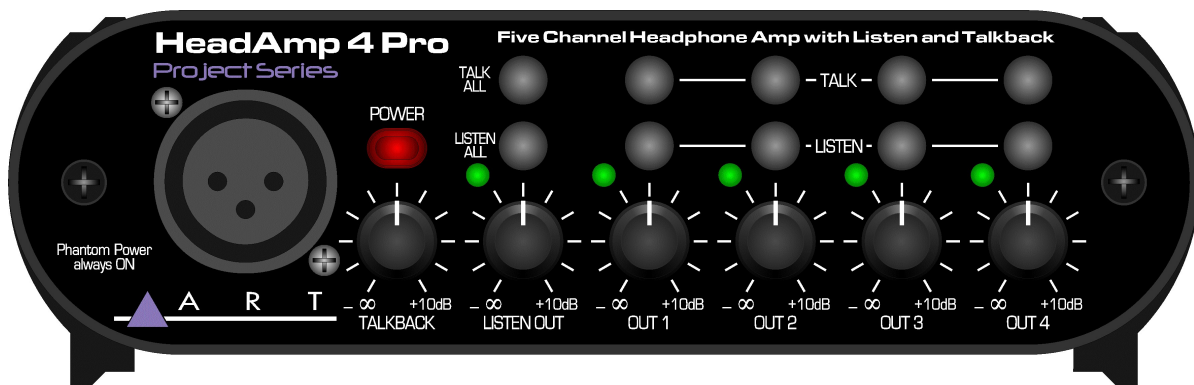 HeadAmp 4 Pro
Five Channel Headphone Amp with Listen and Talkback
Project Series
TALK
ALL
TALK
POWER
LISTEN
ALL
LISTEN
Phantom Power
always ON
A R T
- ∞ +10dB
TALKBACK
- ∞ +10dB
LISTEN OUT
- ∞ +10dB
OUT 1
- ∞ +10dB
OUT 2
- ∞ +10dB
OUT 3
- ∞ +10dB
OUT 4